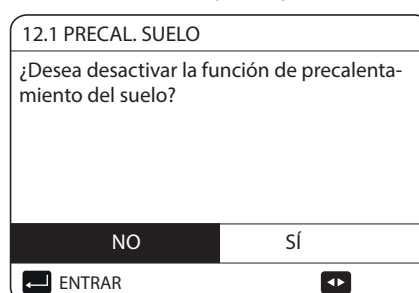 12.1 PRECAL. SUELO
¿Desea desactivar la función de precalenta-
miento del suelo?
NO SÍ
ENTRAR